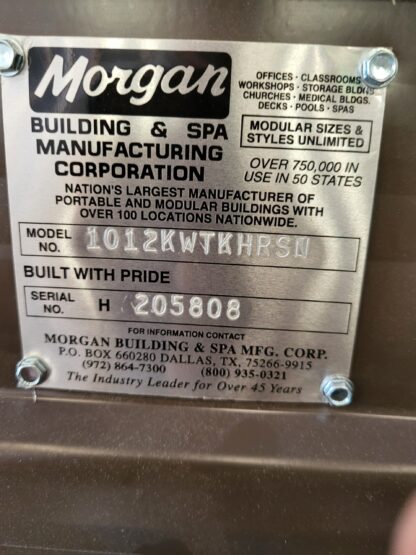 Morgan
OFFICES · CLASSROOMS
WORKSHOPS · STORAGE BLDGS
CHURCHES · MEDICAL BLDGS.
DECKS · POOLS · SPAS
BUILDING & SPA
MANUFACTURING
CORPORATION
MODULAR SIZES &
STYLES UNLIMITED
OVER 750,000 IN
USE IN 50 STATES
NATION'S LARGEST MANUFACTURER OF
PORTABLE AND MODULAR BUILDINGS WITH
OVER 100 LOCATIONS NATIONWIDE.
MODEL NO. 1012KWTKHRSN
BUILT WITH PRIDE
SERIAL NO. H 205808
FOR INFORMATION CONTACT
MORGAN BUILDING & SPA MFG. CORP.
P.O. BOX 660280 DALLAS, TX, 75266-9915
(972) 864-7300 (800) 935-0321
The Industry Leader for Over 45 Years